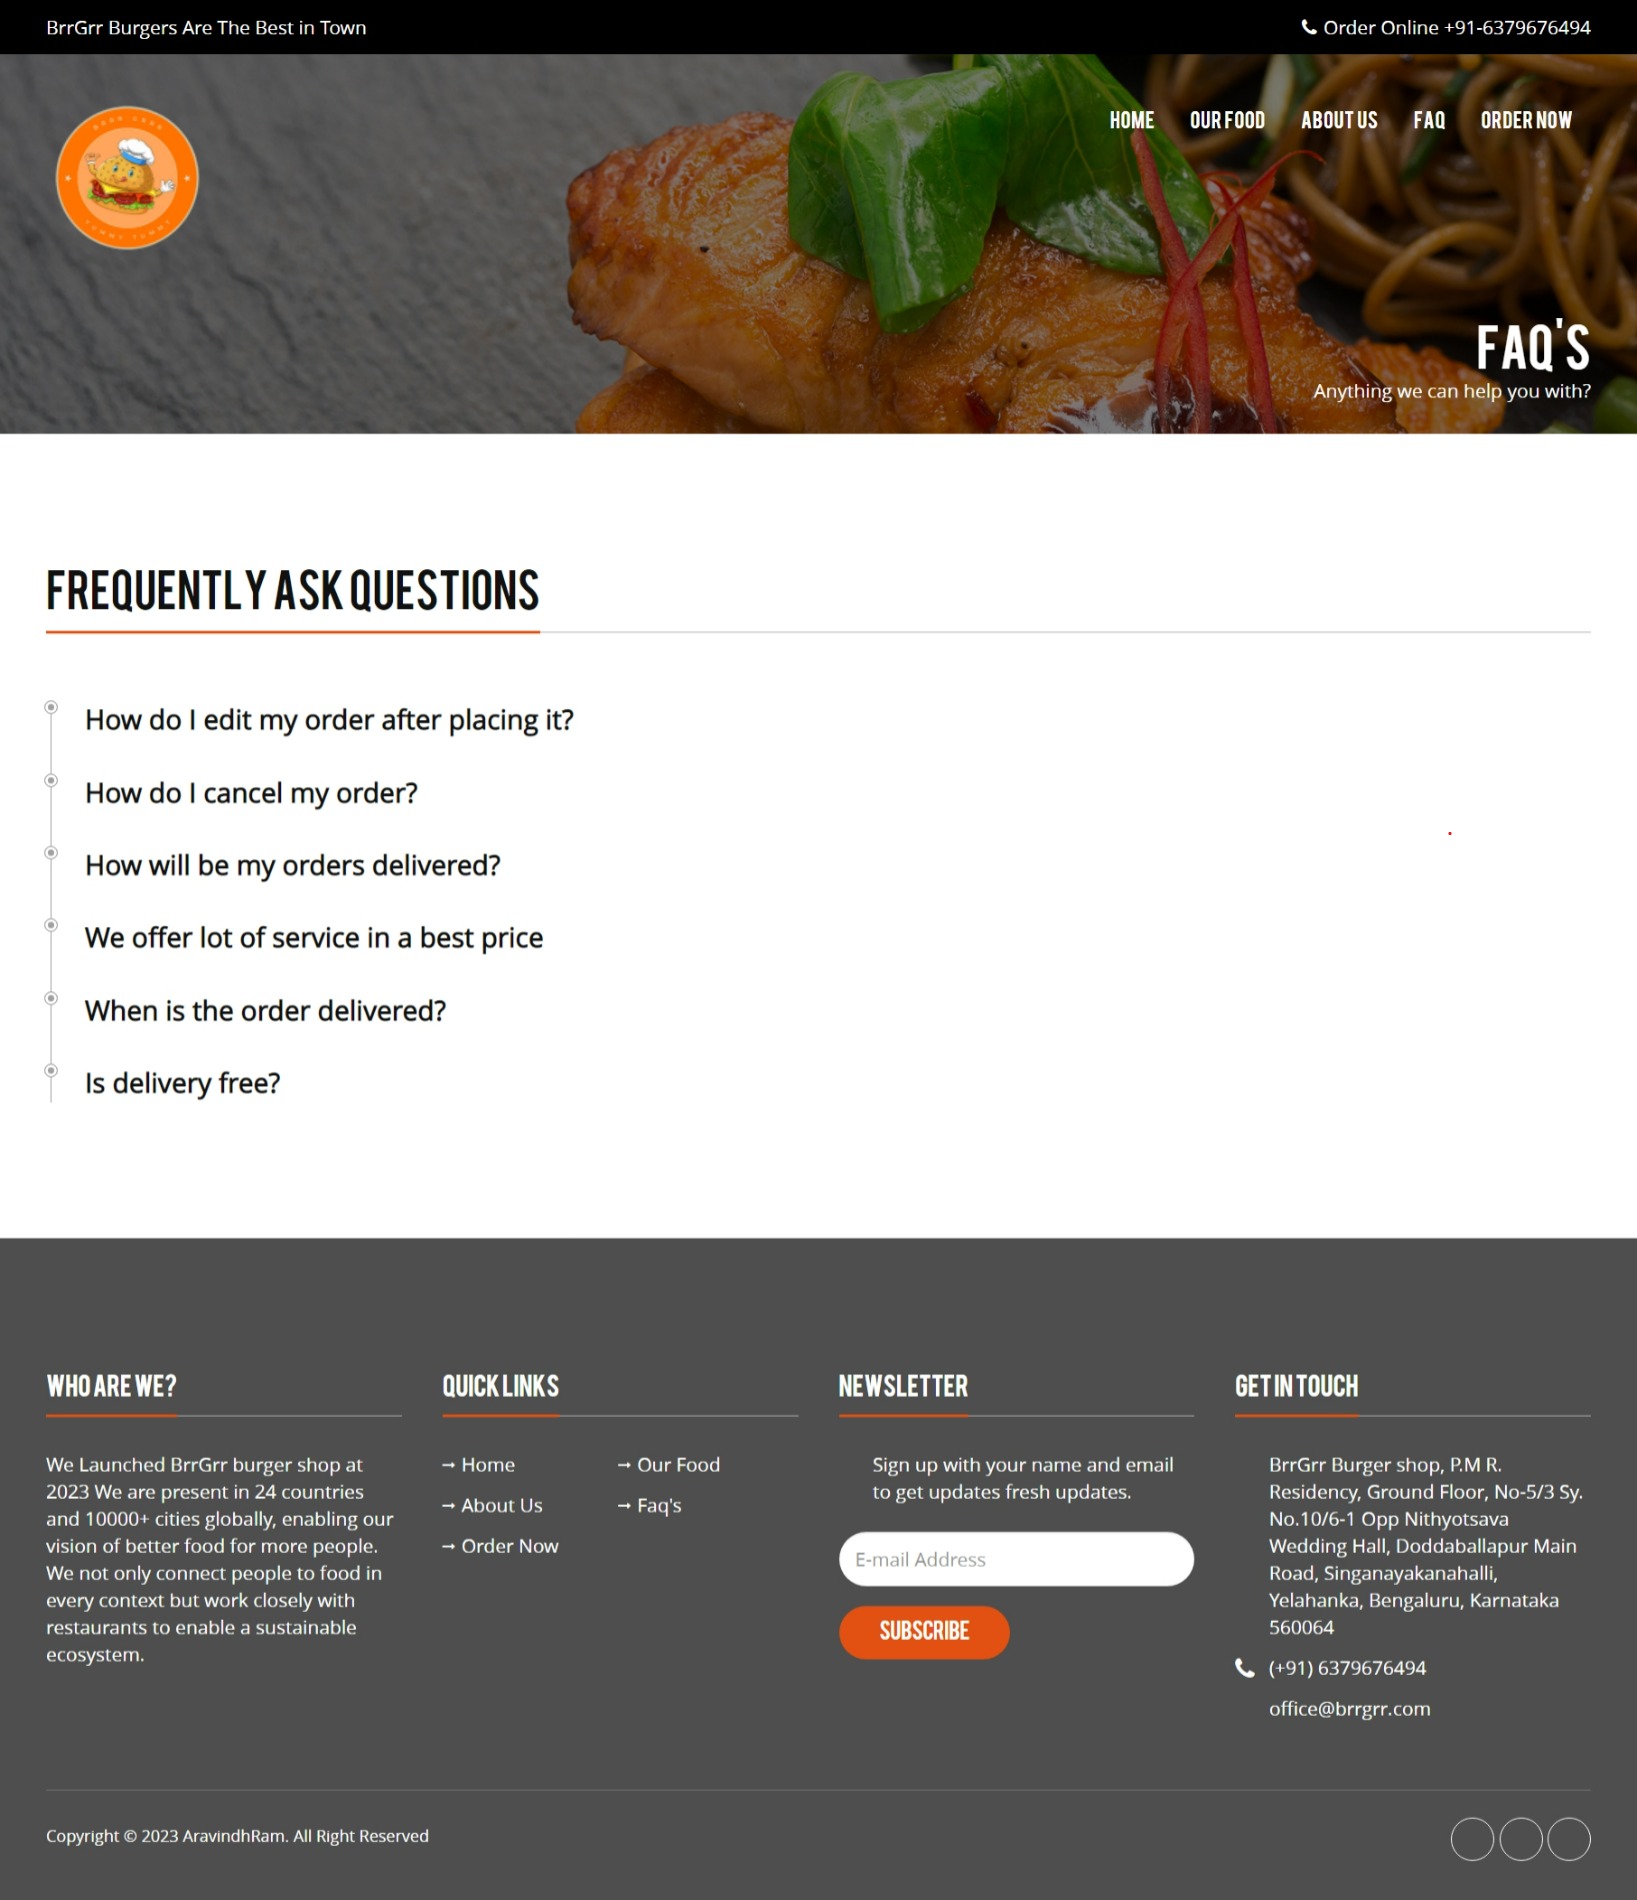 BrrGrr Burgers Are The Best in Town
Order Online +91-6379676494
HOME OUR FOOD ABOUT US FAQ ORDER NOW
FAQ'S
Anything we can help you with?
FREQUENTLY ASK QUESTIONS
How do I edit my order after placing it?
How do I cancel my order?
How will be my orders delivered?
We offer lot of service in a best price
When is the order delivered?
Is delivery free?
WHO ARE WE?
We Launched BrrGrr burger shop at
2023 We are present in 24 countries
and 10000+ cities globally, enabling our
vision of better food for more people.
We not only connect people to food in
every context but work closely with
restaurants to enable a sustainable
ecosystem.
QUICK LINKS
→ Home
→ Our Food
→ About Us
→ Faq's
→ Order Now
NEWSLETTER
Sign up with your name and email
to get updates fresh updates.
E-mail Address
SUBSCRIBE
GET IN TOUCH
BrrGrr Burger shop, P.M R.
Residency, Ground Floor, No-5/3 Sy.
No.10/6-1 Opp Nithyotsava
Wedding Hall, Doddaballapur Main
Road, Singanayakanahalli,
Yelahanka, Bengaluru, Karnataka
560064
(+91) 6379676494
office@brrgrr.com
Copyright © 2023 AravindhRam. All Right Reserved